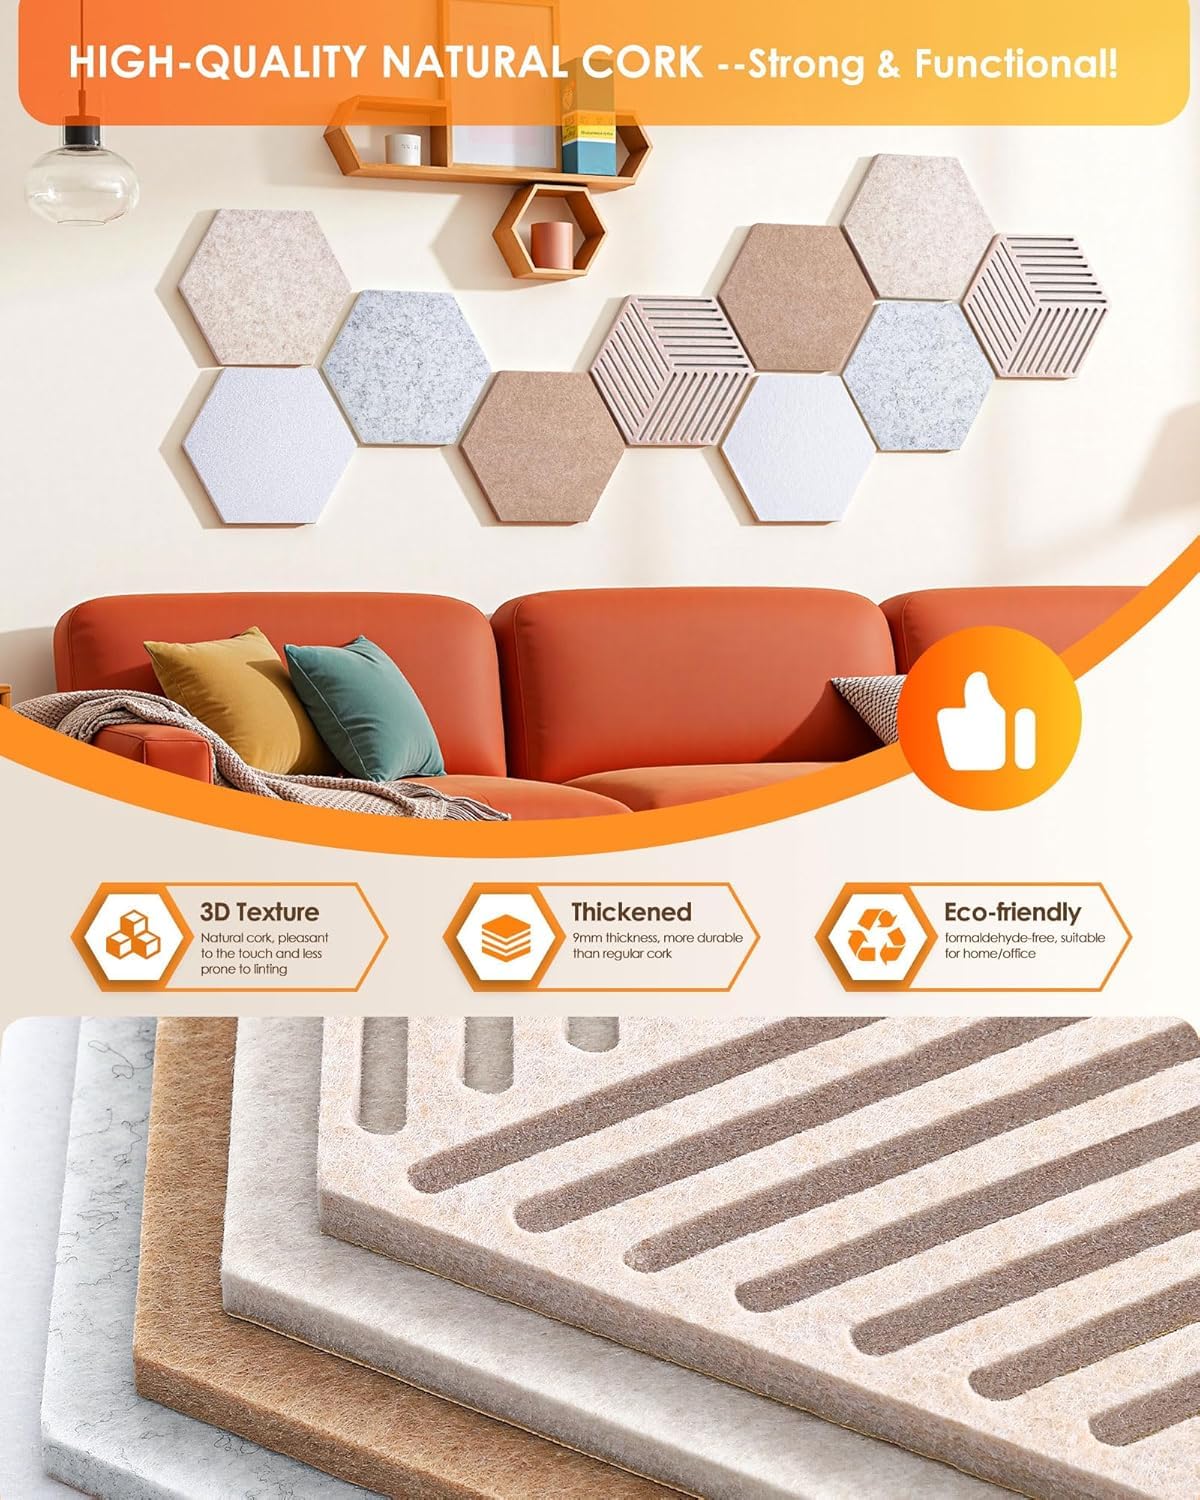 HIGH-QUALITY NATURAL CORK --Strong & Functional!
3D Texture
Natural cork, pleasant
to the touch and less
prone to linting
Thickened
9mm thickness, more durable
than regular cork
Eco-friendly
formaldehyde-free, suitable
for home/office